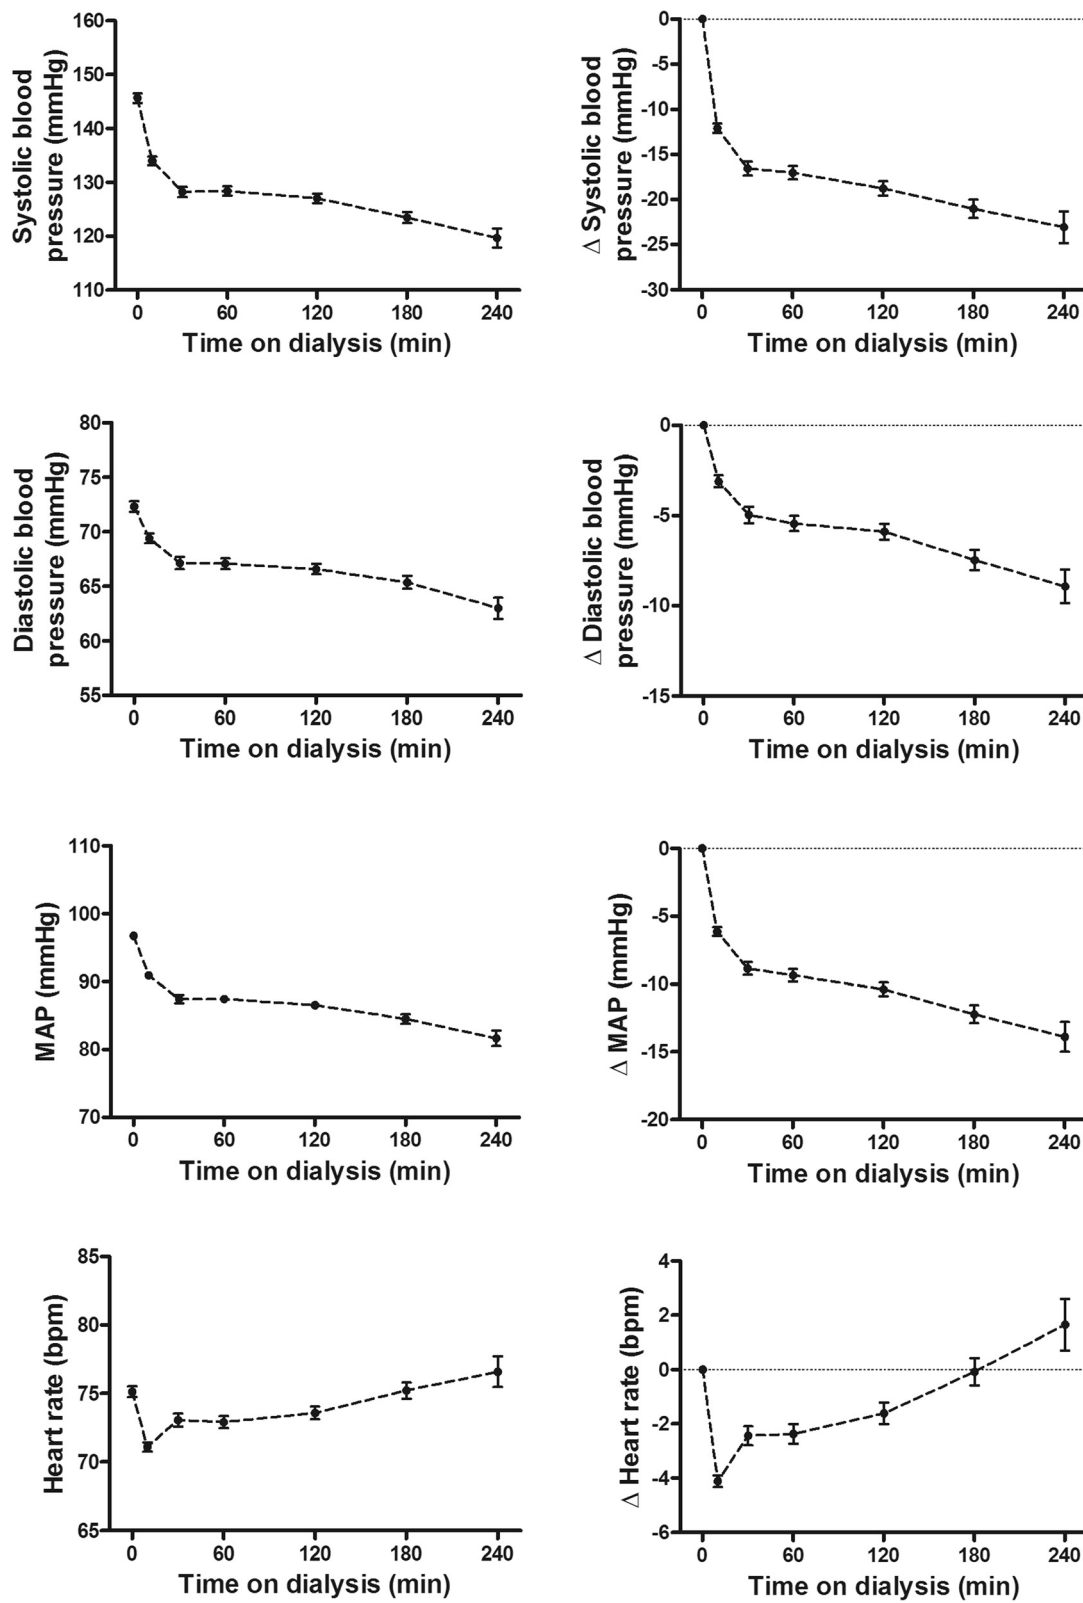 Systolic blood
pressure (mmHg)
160
150
140
130
120
110
0 60 120 180 240
Time on dialysis (min)
Δ Systolic blood
pressure (mmHg)
0
-5
-10
-15
-20
-25
-30
0 60 120 180 240
Time on dialysis (min)
Diastolic blood
pressure (mmHg)
80
75
70
65
60
55
0 60 120 180 240
Time on dialysis (min)
Δ Diastolic blood
pressure (mmHg)
0
-5
-10
-15
0 60 120 180 240
Time on dialysis (min)
MAP (mmHg)
110
100
90
80
70
0 60 120 180 240
Time on dialysis (min)
Δ MAP (mmHg)
0
-5
-10
-15
-20
0 60 120 180 240
Time on dialysis (min)
Heart rate (bpm)
85
80
75
70
65
0 60 120 180 240
Time on dialysis (min)
Δ Heart rate (bpm)
4
2
0
-2
-4
-6
0 60 120 180 240
Time on dialysis (min)